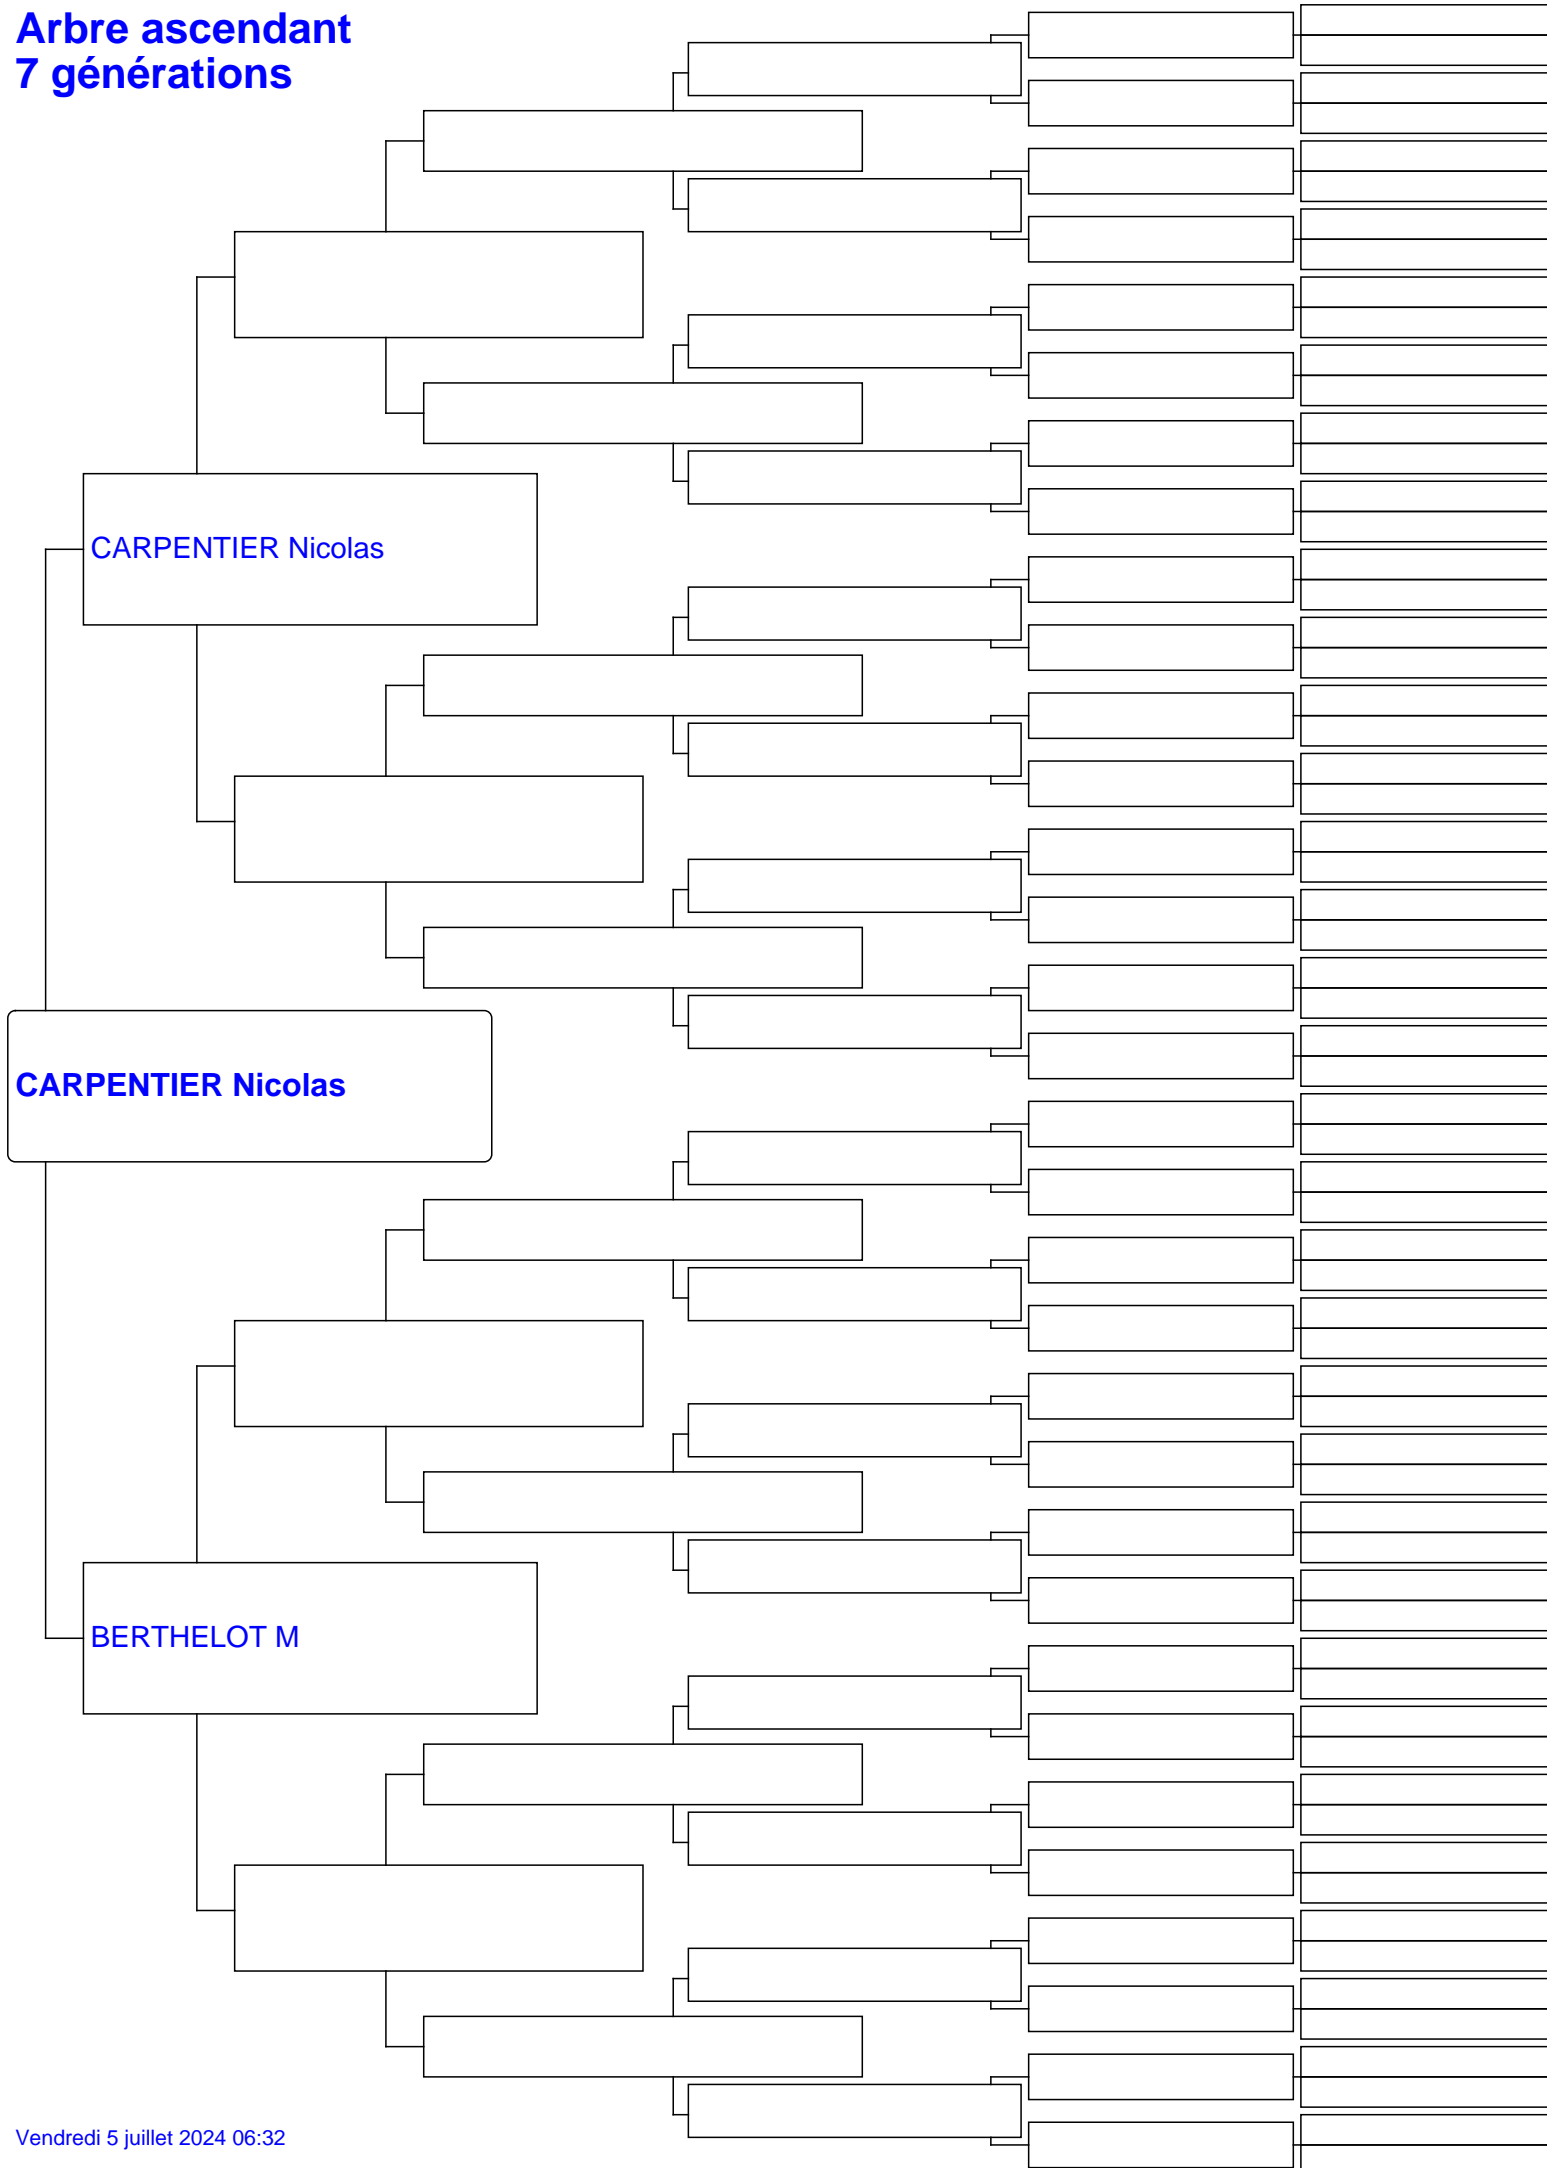 Arbre ascendant
7 générations
CARPENTIER Nicolas
CARPENTIER Nicolas
BERTHELOT M
Vendredi 5 juillet 2024 06:32